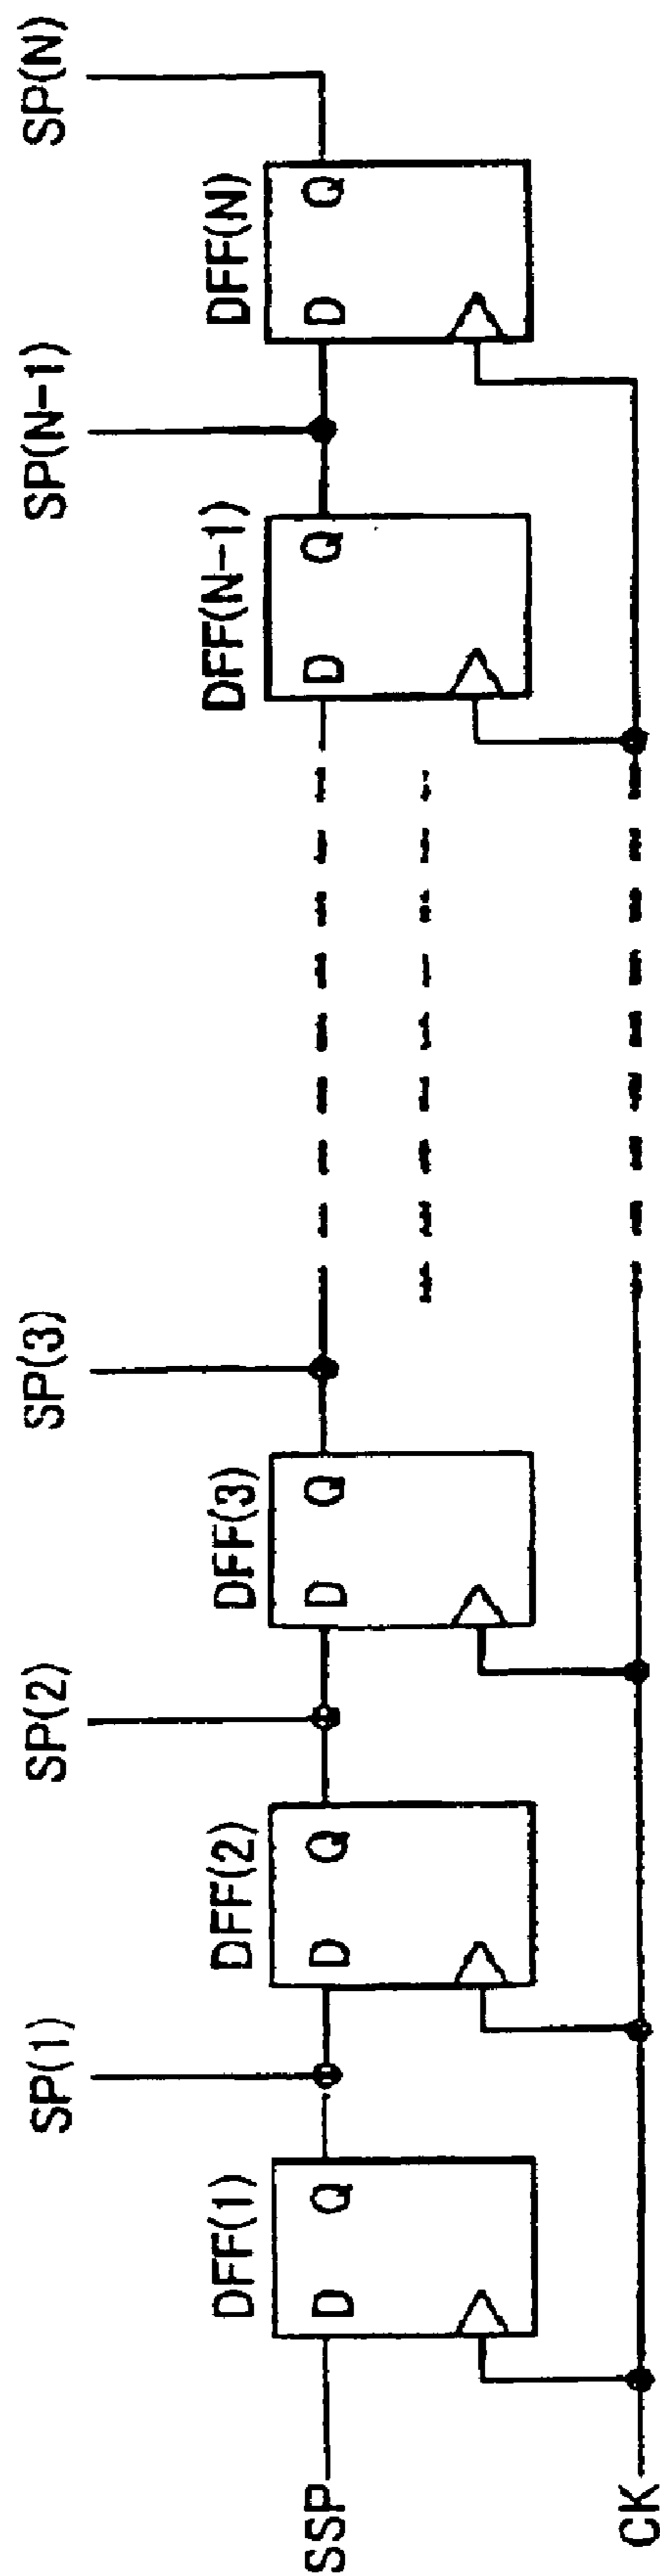 SP(1) SP(2) SP(3) SP(N-1) SP(N)
DFF(1) DFF(2) DFF(3) DFF(N-1) DFF(N)
SSP D Q D Q D Q D Q D Q
CK